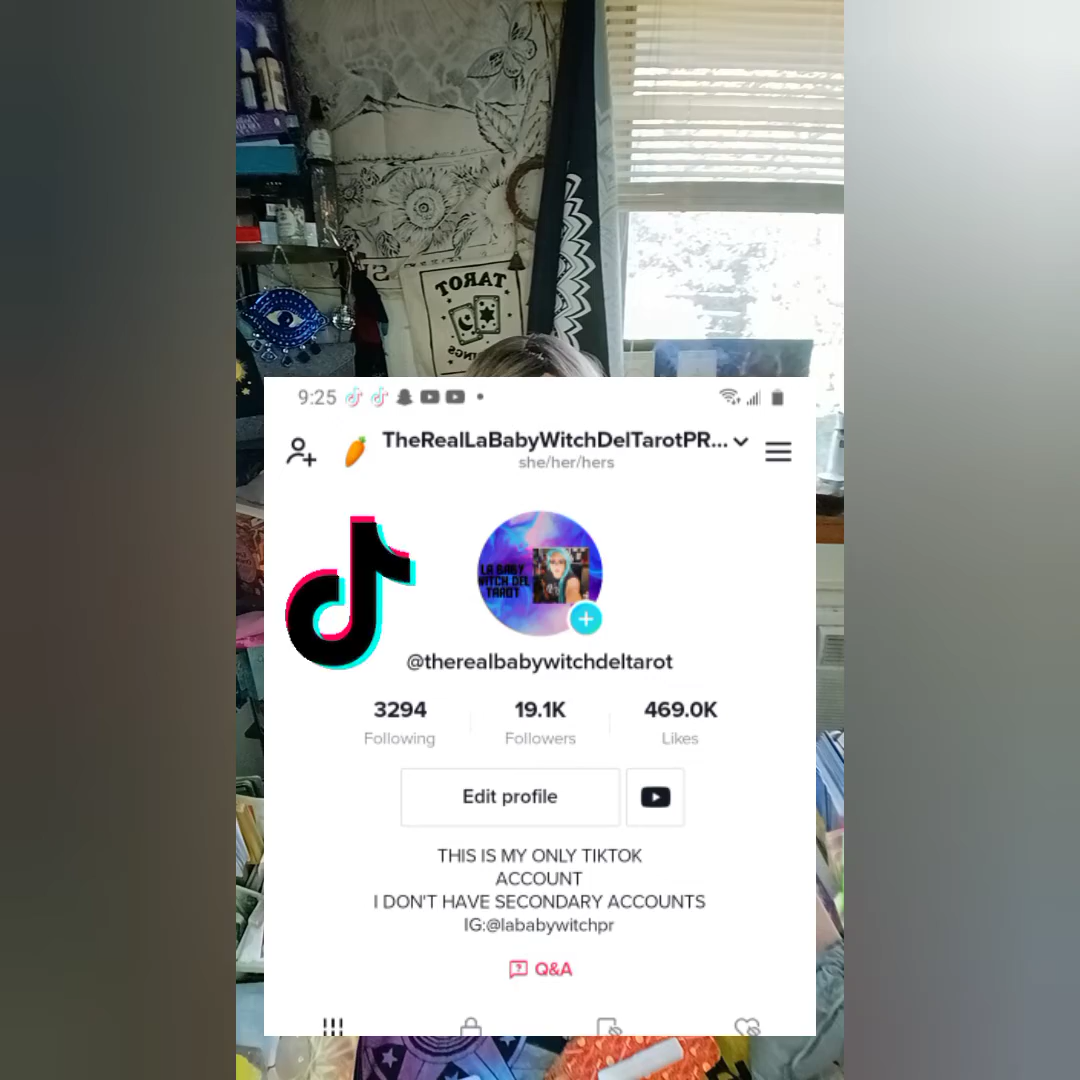 TAROT
9:25
TheRealLaBabyWitchDelTarotPR...
she/her/hers
LA BABY
WITCH DEL
TAROT
@therealbabywitchdeltarot
3294
19.1K
469.0K
Following
Followers
Likes
Edit profile
THIS IS MY ONLY TIKTOK
ACCOUNT
I DON'T HAVE SECONDARY ACCOUNTS
IG:@lababywitchpr
Q&A